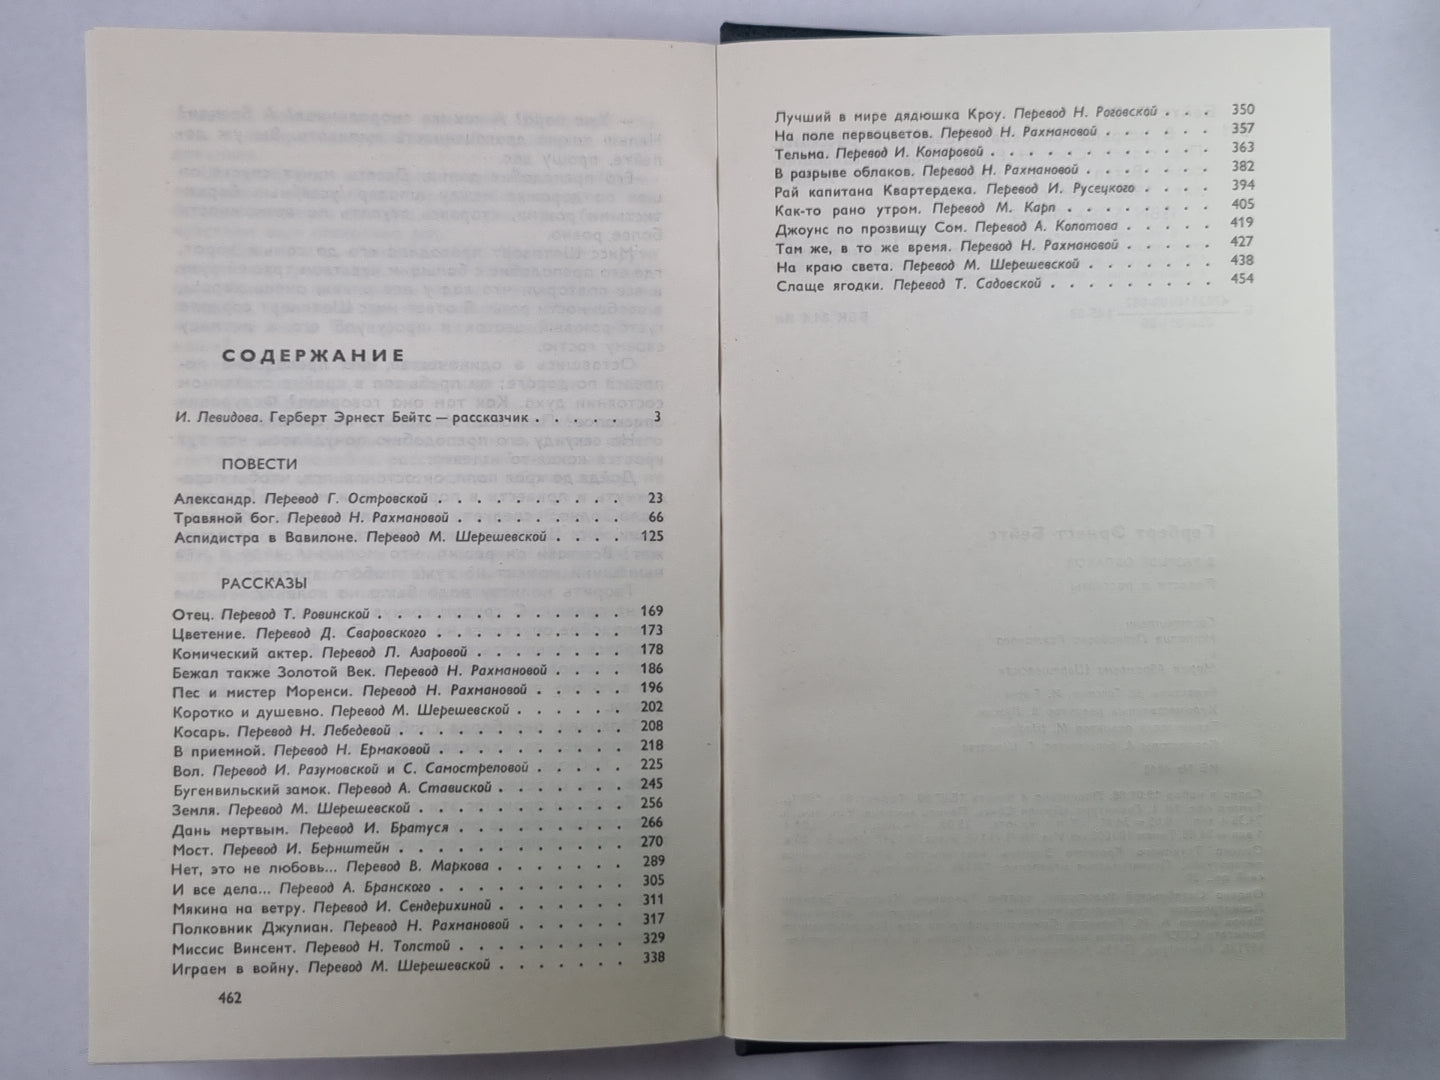 СОДЕРЖАНИЕ
И. Левидова. Герберт Эрнест Бейтс — рассказчик . . . . . 3
ПОВЕСТИ
Александр. Перевод Г. Островской . . . . . . . . . . 23
Травяной бог. Перевод Н. Рахмановой . . . . . . . . . 66
Аспидистра в Вавилоне. Перевод М. Шерешевской . . . . 125
РАССКАЗЫ
Отец. Перевод Т. Ровинской . . . . . . . . . . . . . 169
Цветение. Перевод Д. Сваровского . . . . . . . . . . 173
Комический актер. Перевод Л. Азаровой . . . . . . . . 178
Бежал также Золотой Век. Перевод Н. Рахмановой . . . . 186
Пес и мистер Моренси. Перевод Н. Рахмановой . . . . . 196
Коротко и душевно. Перевод М. Шерешевской . . . . . . 202
Косарь. Перевод Н. Лебедевой . . . . . . . . . . . . 208
В приемной. Перевод Н. Ермаковой . . . . . . . . . . 218
Вол. Перевод И. Разумовской и С. Самостреловой . . . . . 225
Бугенвильский замок. Перевод А. Ставиской . . . . . . . 245
Земля. Перевод М. Шерешевской . . . . . . . . . . . 256
Дань мертвым. Перевод И. Братуся . . . . . . . . . 266
Мост. Перевод И. Бернштейн . . . . . . . . . . . . 270
Нет, это не любовь... Перевод В. Маркова . . . . . . . 289
И все дела... Перевод А. Бранского . . . . . . . . . . 305
Мякина на ветру. Перевод И. Сендерихиной . . . . . . . 311
Полковник Джулиан. Перевод Н. Рахмановой . . . . . . 317
Миссис Винсент. Перевод Н. Толстой . . . . . . . . . 329
Играем в войну. Перевод М. Шерешевской . . . . . . . 338
462
Лучший в мире дядюшка Кроу. Перевод Н. Роговской . . . 350
На поле первоцветов. Перевод Н. Рахмановой . . . . . . 357
Тельма. Перевод И. Комаровой . . . . . . . . . . . . 363
В разрыве облаков. Перевод Н. Рахмановой . . . . . . . 382
Рай капитана Квартердека. Перевод И. Русецкого . . . . 394
Как-то рано утром. Перевод М. Карп . . . . . . . . 405
Джоунс по прозвищу Сом. Перевод А. Колотова . . . . . 419
Там же, в то же время. Перевод Н. Рахмановой . . . . . 427
На краю света. Перевод М. Шерешевской . . . . . . . 438
Слаще ягодки. Перевод Т. Садовской . . . . . . . . . 454